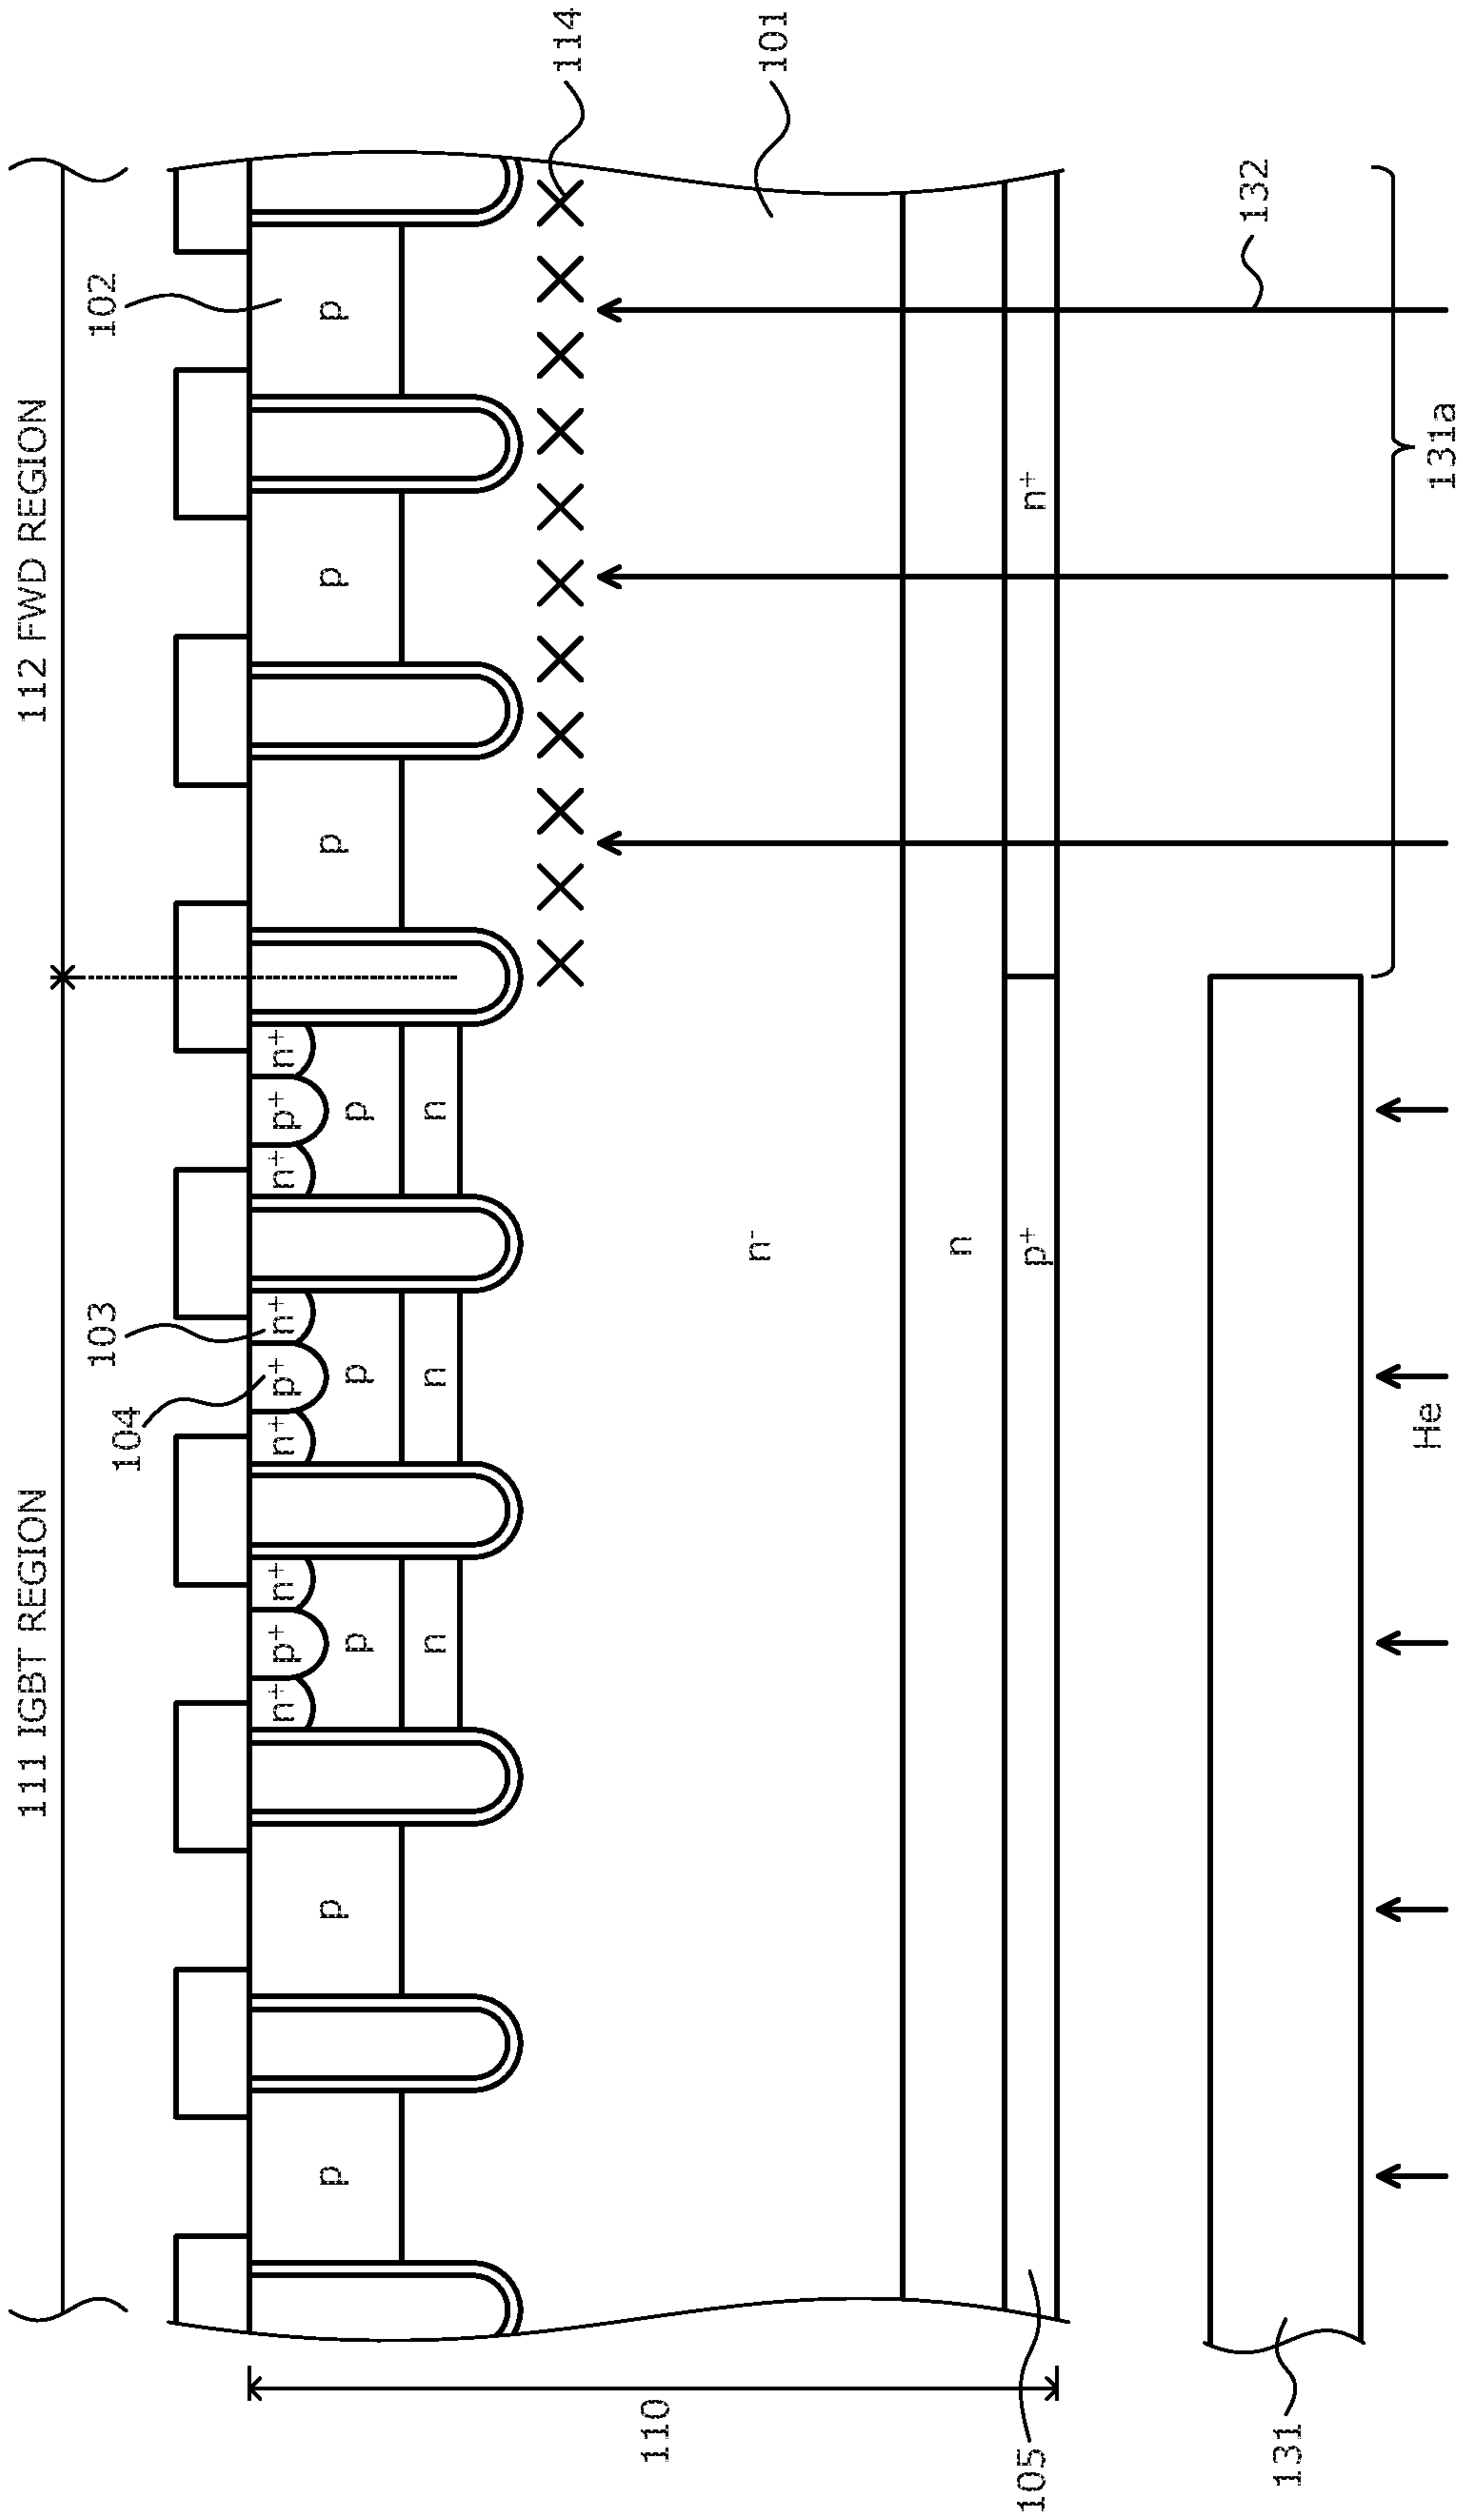 111 IGBT REGION
112 FWD REGION
104
103
102
n+ p+ n+
n+ p+ n+
n+ p+ n+
p
p
p
p
p
p
p
p
n
n
n
114
110
n-
101
n
105
p+
n+
132
131
He
131a